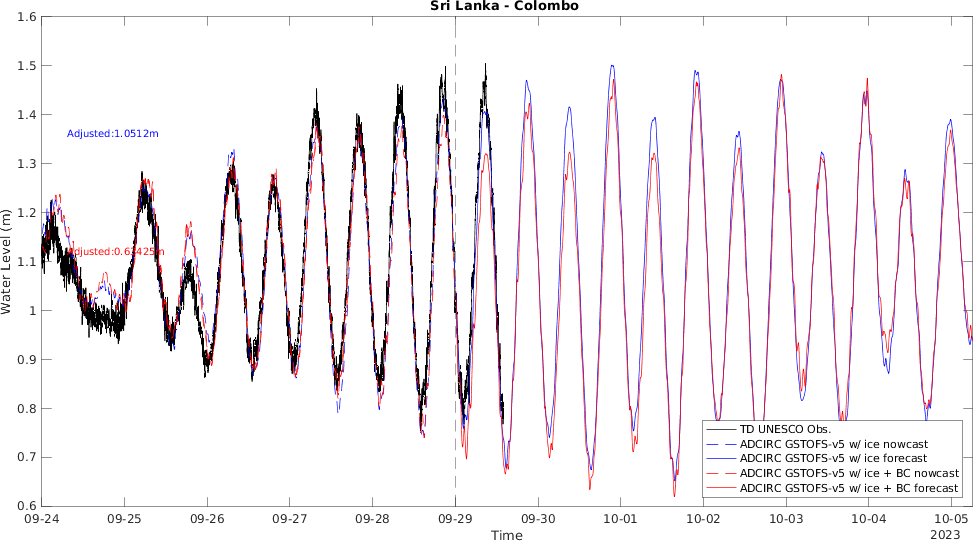 Sri Lanka - Colombo
1.6
1.5
1.4
1.3
1.2
1.1
1
0.9
0.8
0.7
0.6
Water Level (m)
Adjusted:1.0512m
Adjusted:0.63425m
TD UNESCO Obs.
ADCIRC GSTOFS-v5 w/ ice nowcast
ADCIRC GSTOFS-v5 w/ ice forecast
ADCIRC GSTOFS-v5 w/ ice + BC nowcast
ADCIRC GSTOFS-v5 w/ ice + BC forecast
09-24 09-25 09-26 09-27 09-28 09-29 09-30 10-01 10-02 10-03 10-04 10-05
Time
2023